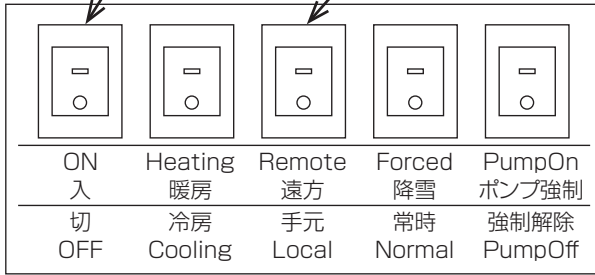 ON Heating Remote Forced PumpOn
入 暖房 遠方 降雪 ポンプ強制
切 冷房 手元 常時 強制解除
OFF Cooling Local Normal PumpOff